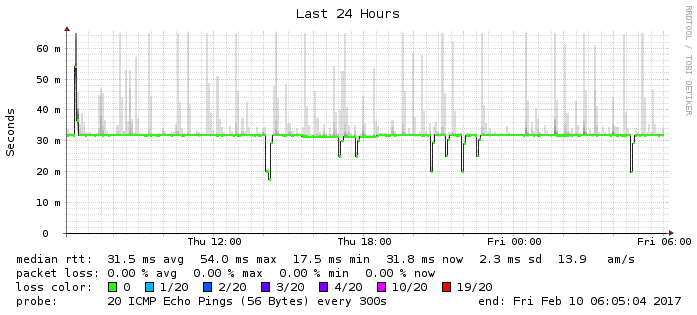 Last 24 Hours
RRDTOOL / TOBI OETIKER
Seconds
60 m
50 m
40 m
30 m
20 m
10 m
0
Thu 12:00 Thu 18:00 Fri 00:00 Fri 06:00
median rtt: 31.5 ms avg 54.0 ms max 17.5 ms min 31.8 ms now 2.3 ms sd 13.9 am/s
packet loss: 0.00 % avg 0.00 % max 0.00 % min 0.00 % now
loss color: 0 1/20 2/20 3/20 4/20 10/20 19/20
probe: 20 ICMP Echo Pings (56 Bytes) every 300s end: Fri Feb 10 06:05:04 2017